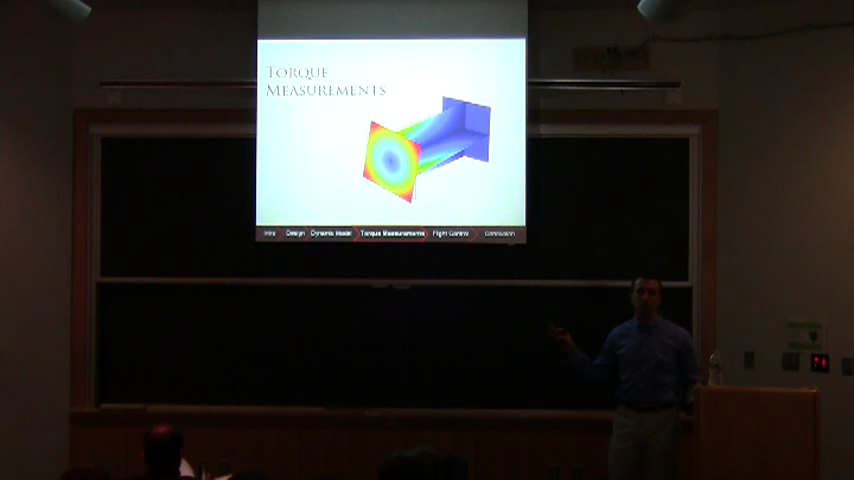 TORQUE
MEASUREMENTS
Intro Design Dynamic Model Torque Measurements Flight Control Conclusion